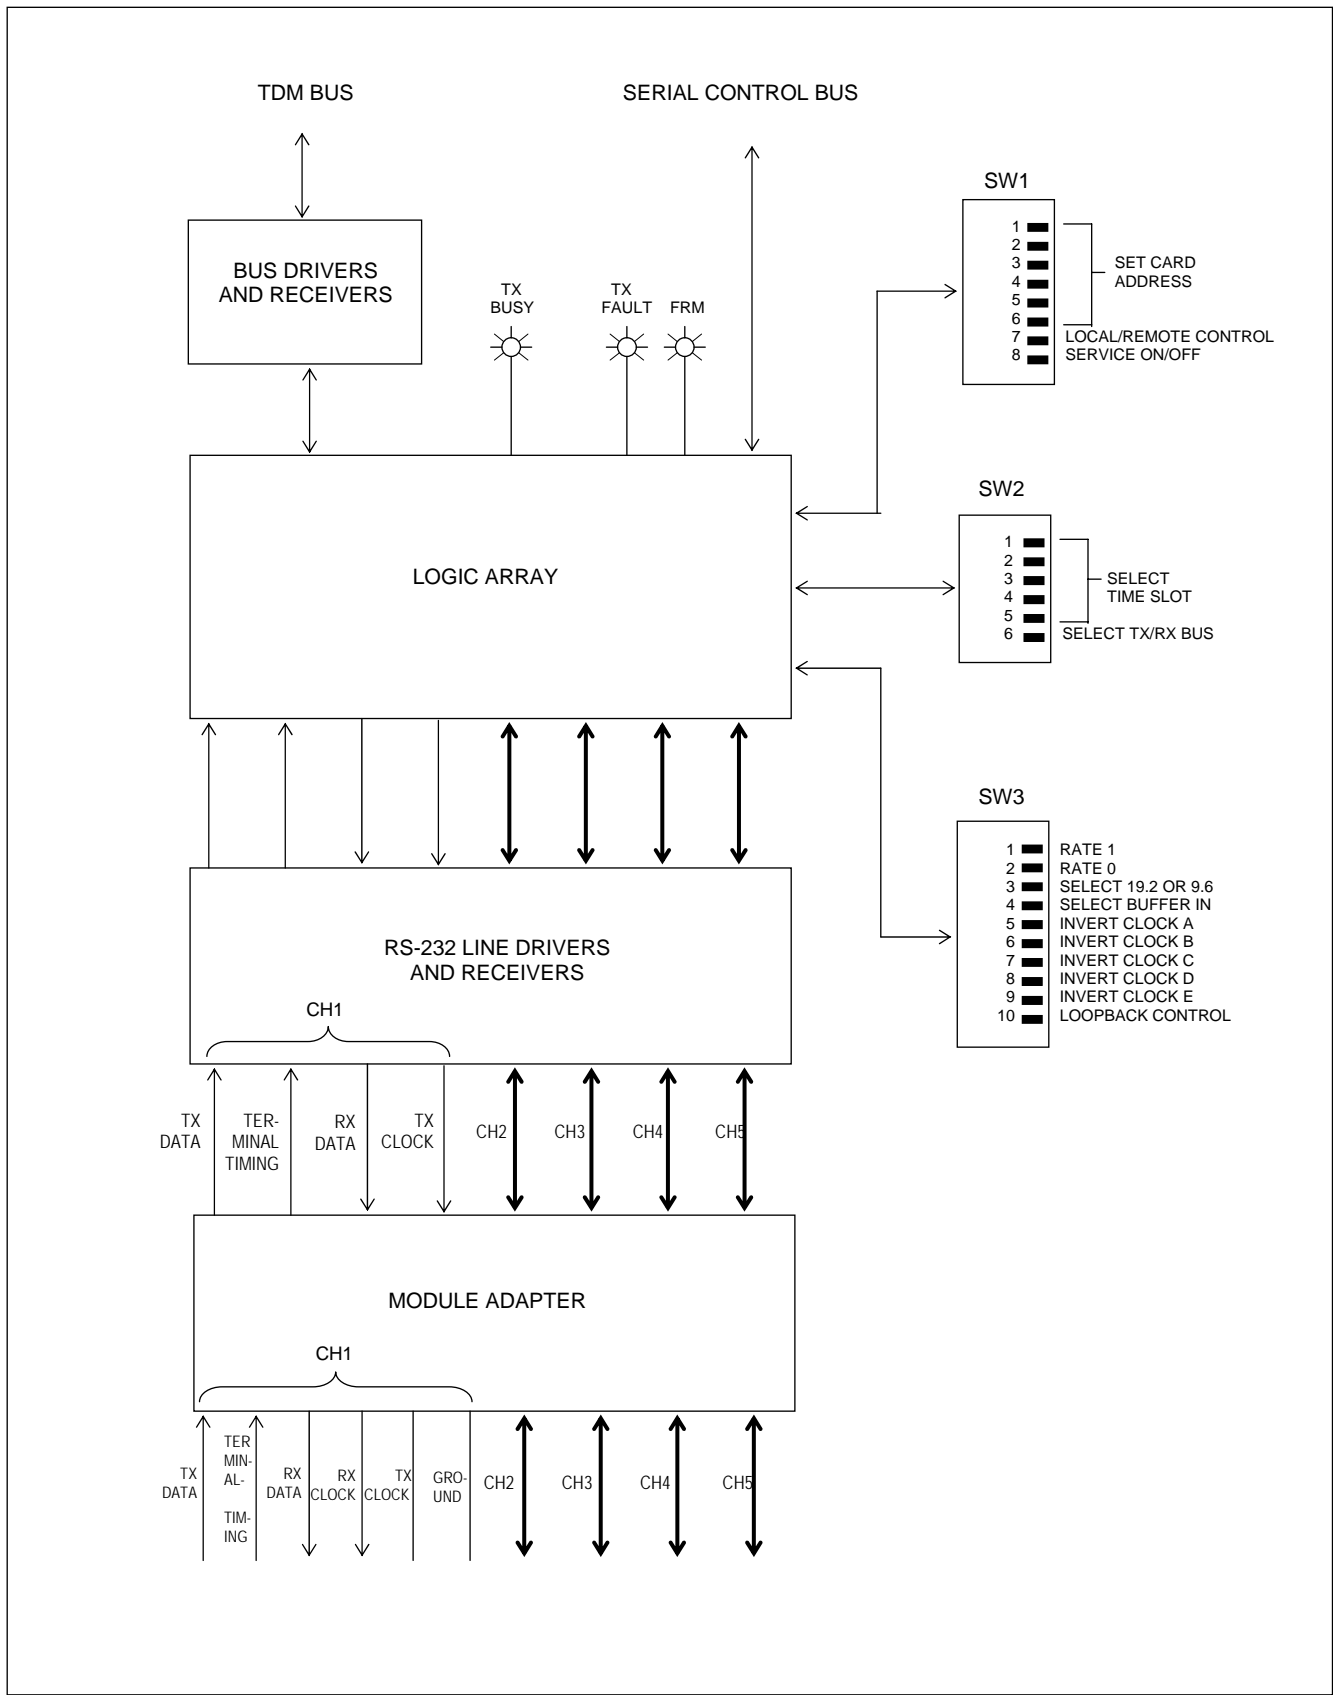 TDM BUS
SERIAL CONTROL BUS
BUS DRIVERS
AND RECEIVERS
TX
BUSY
TX
FAULT
FRM
SW1
1
2
3
4
5
6
7
8
SET CARD
ADDRESS
LOCAL/REMOTE CONTROL
SERVICE ON/OFF
LOGIC ARRAY
SW2
1
2
3
4
5
6
SELECT
TIME SLOT
SELECT TX/RX BUS
SW3
1 RATE 1
2 RATE 0
3 SELECT 19.2 OR 9.6
4 SELECT BUFFER IN
5 INVERT CLOCK A
6 INVERT CLOCK B
7 INVERT CLOCK C
8 INVERT CLOCK D
9 INVERT CLOCK E
10 LOOPBACK CONTROL
RS-232 LINE DRIVERS
AND RECEIVERS
CH1
TX
DATA
TER-
MINAL
TIMING
RX
DATA
TX
CLOCK
CH2
CH3
CH4
CH5
MODULE ADAPTER
CH1
TX
DATA
TER
MIN-
AL-
TIM-
ING
RX
DATA
RX
CLOCK
TX
CLOCK
GRO-
UND
CH2
CH3
CH4
CH5